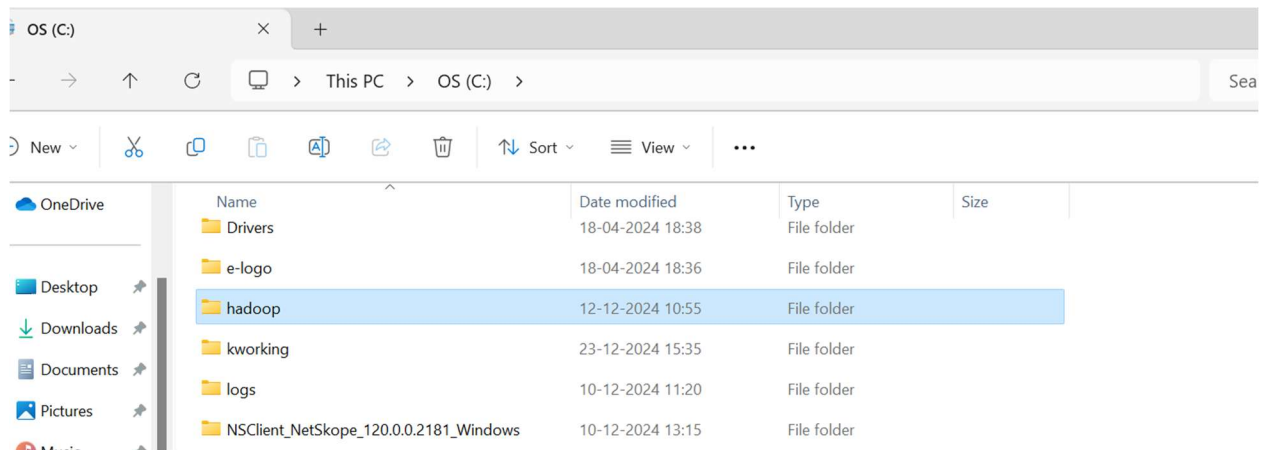 OS (C:)
This PC > OS (C:) >
Sea
New
Sort
View
OneDrive
Desktop
Downloads
Documents
Pictures
Name Date modified Type Size
Drivers 18-04-2024 18:38 File folder
e-logo 18-04-2024 18:36 File folder
hadoop 12-12-2024 10:55 File folder
kworking 23-12-2024 15:35 File folder
logs 10-12-2024 11:20 File folder
NSClient_NetSkope_120.0.0.2181_Windows 10-12-2024 13:15 File folder